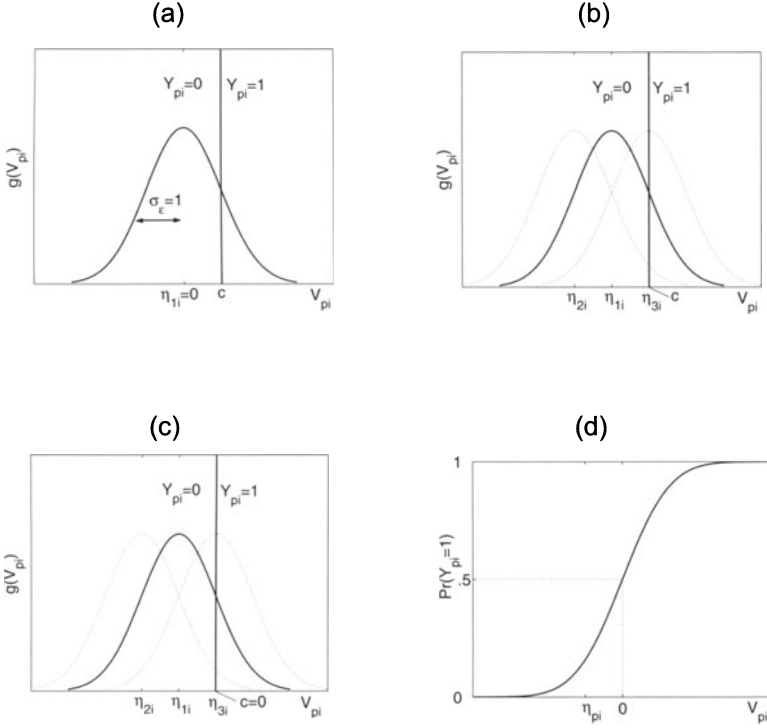 (a)
(b)
Y_pi=0 Y_pi=1
g(V_pi)
σ_ε=1
η_1i=0 c V_pi
Y_pi=0 Y_pi=1
g(V_pi)
η_2i η_1i η_3i c V_pi
(c)
(d)
Y_pi=0 Y_pi=1
g(V_pi)
η_2i η_1i η_3i c=0 V_pi
1
Pr(Y_pi=1)
.5
0
η_pi 0 V_pi